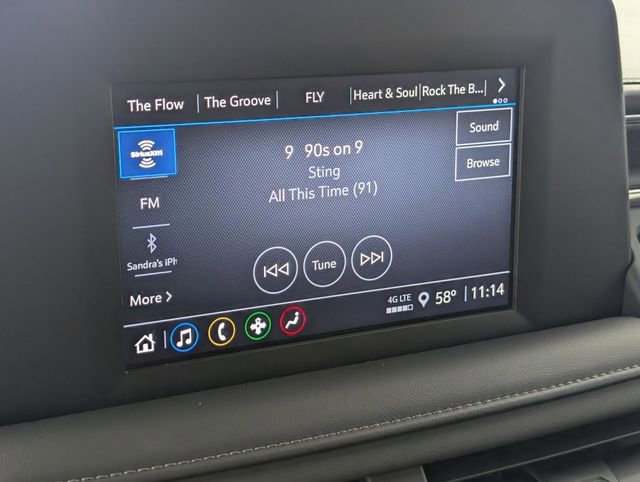 The Flow
The Groove
FLY
Heart & Soul
Rock The B...
SiriusXM
9 90s on 9
Sound
Sting
Browse
All This Time (91)
FM
Sandra's iPh
Tune
More >
4G LTE
58°
11:14